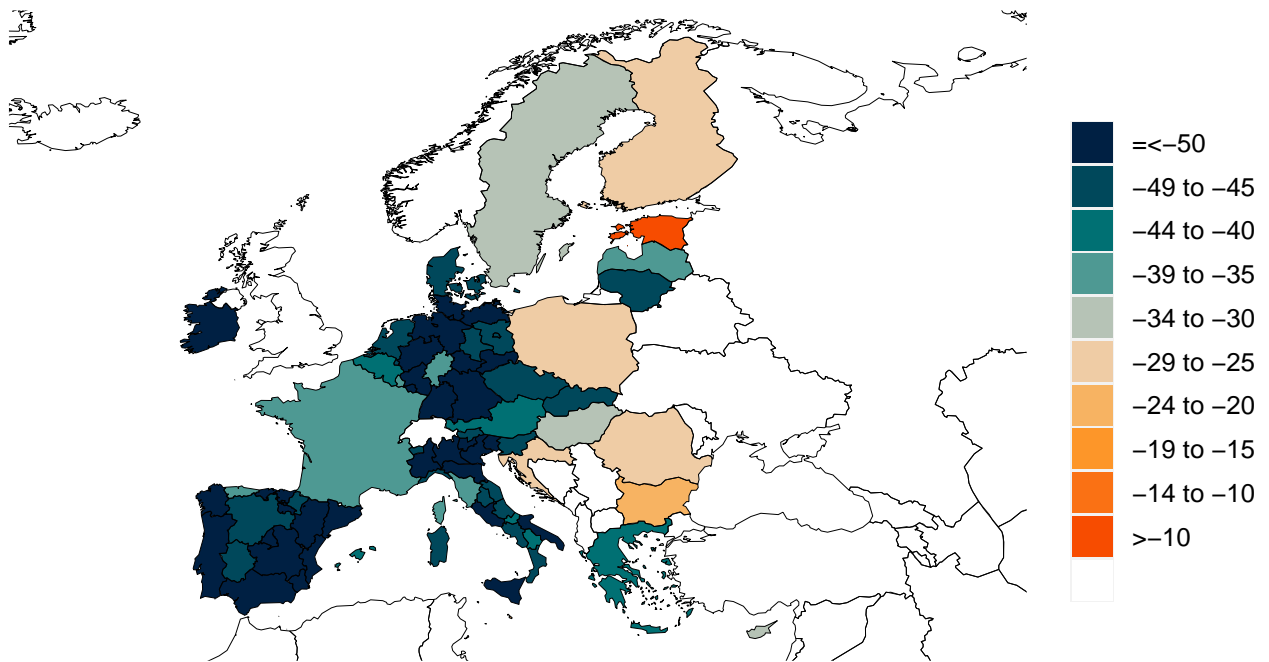 =<−50
−49 to −45
−44 to −40
−39 to −35
−34 to −30
−29 to −25
−24 to −20
−19 to −15
−14 to −10
>−10